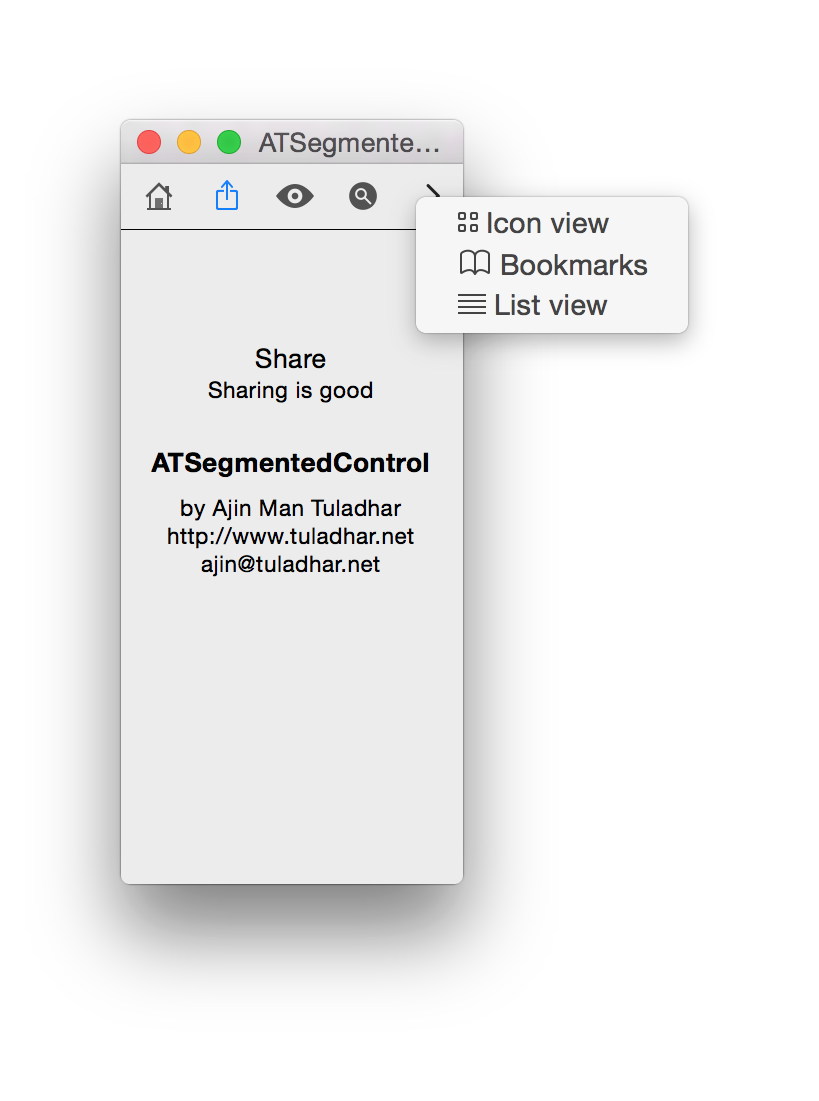 ATSegmente...
Icon view
Bookmarks
List view
Share
Sharing is good
ATSegmentedControl
by Ajin Man Tuladhar
http://www.tuladhar.net
ajin@tuladhar.net